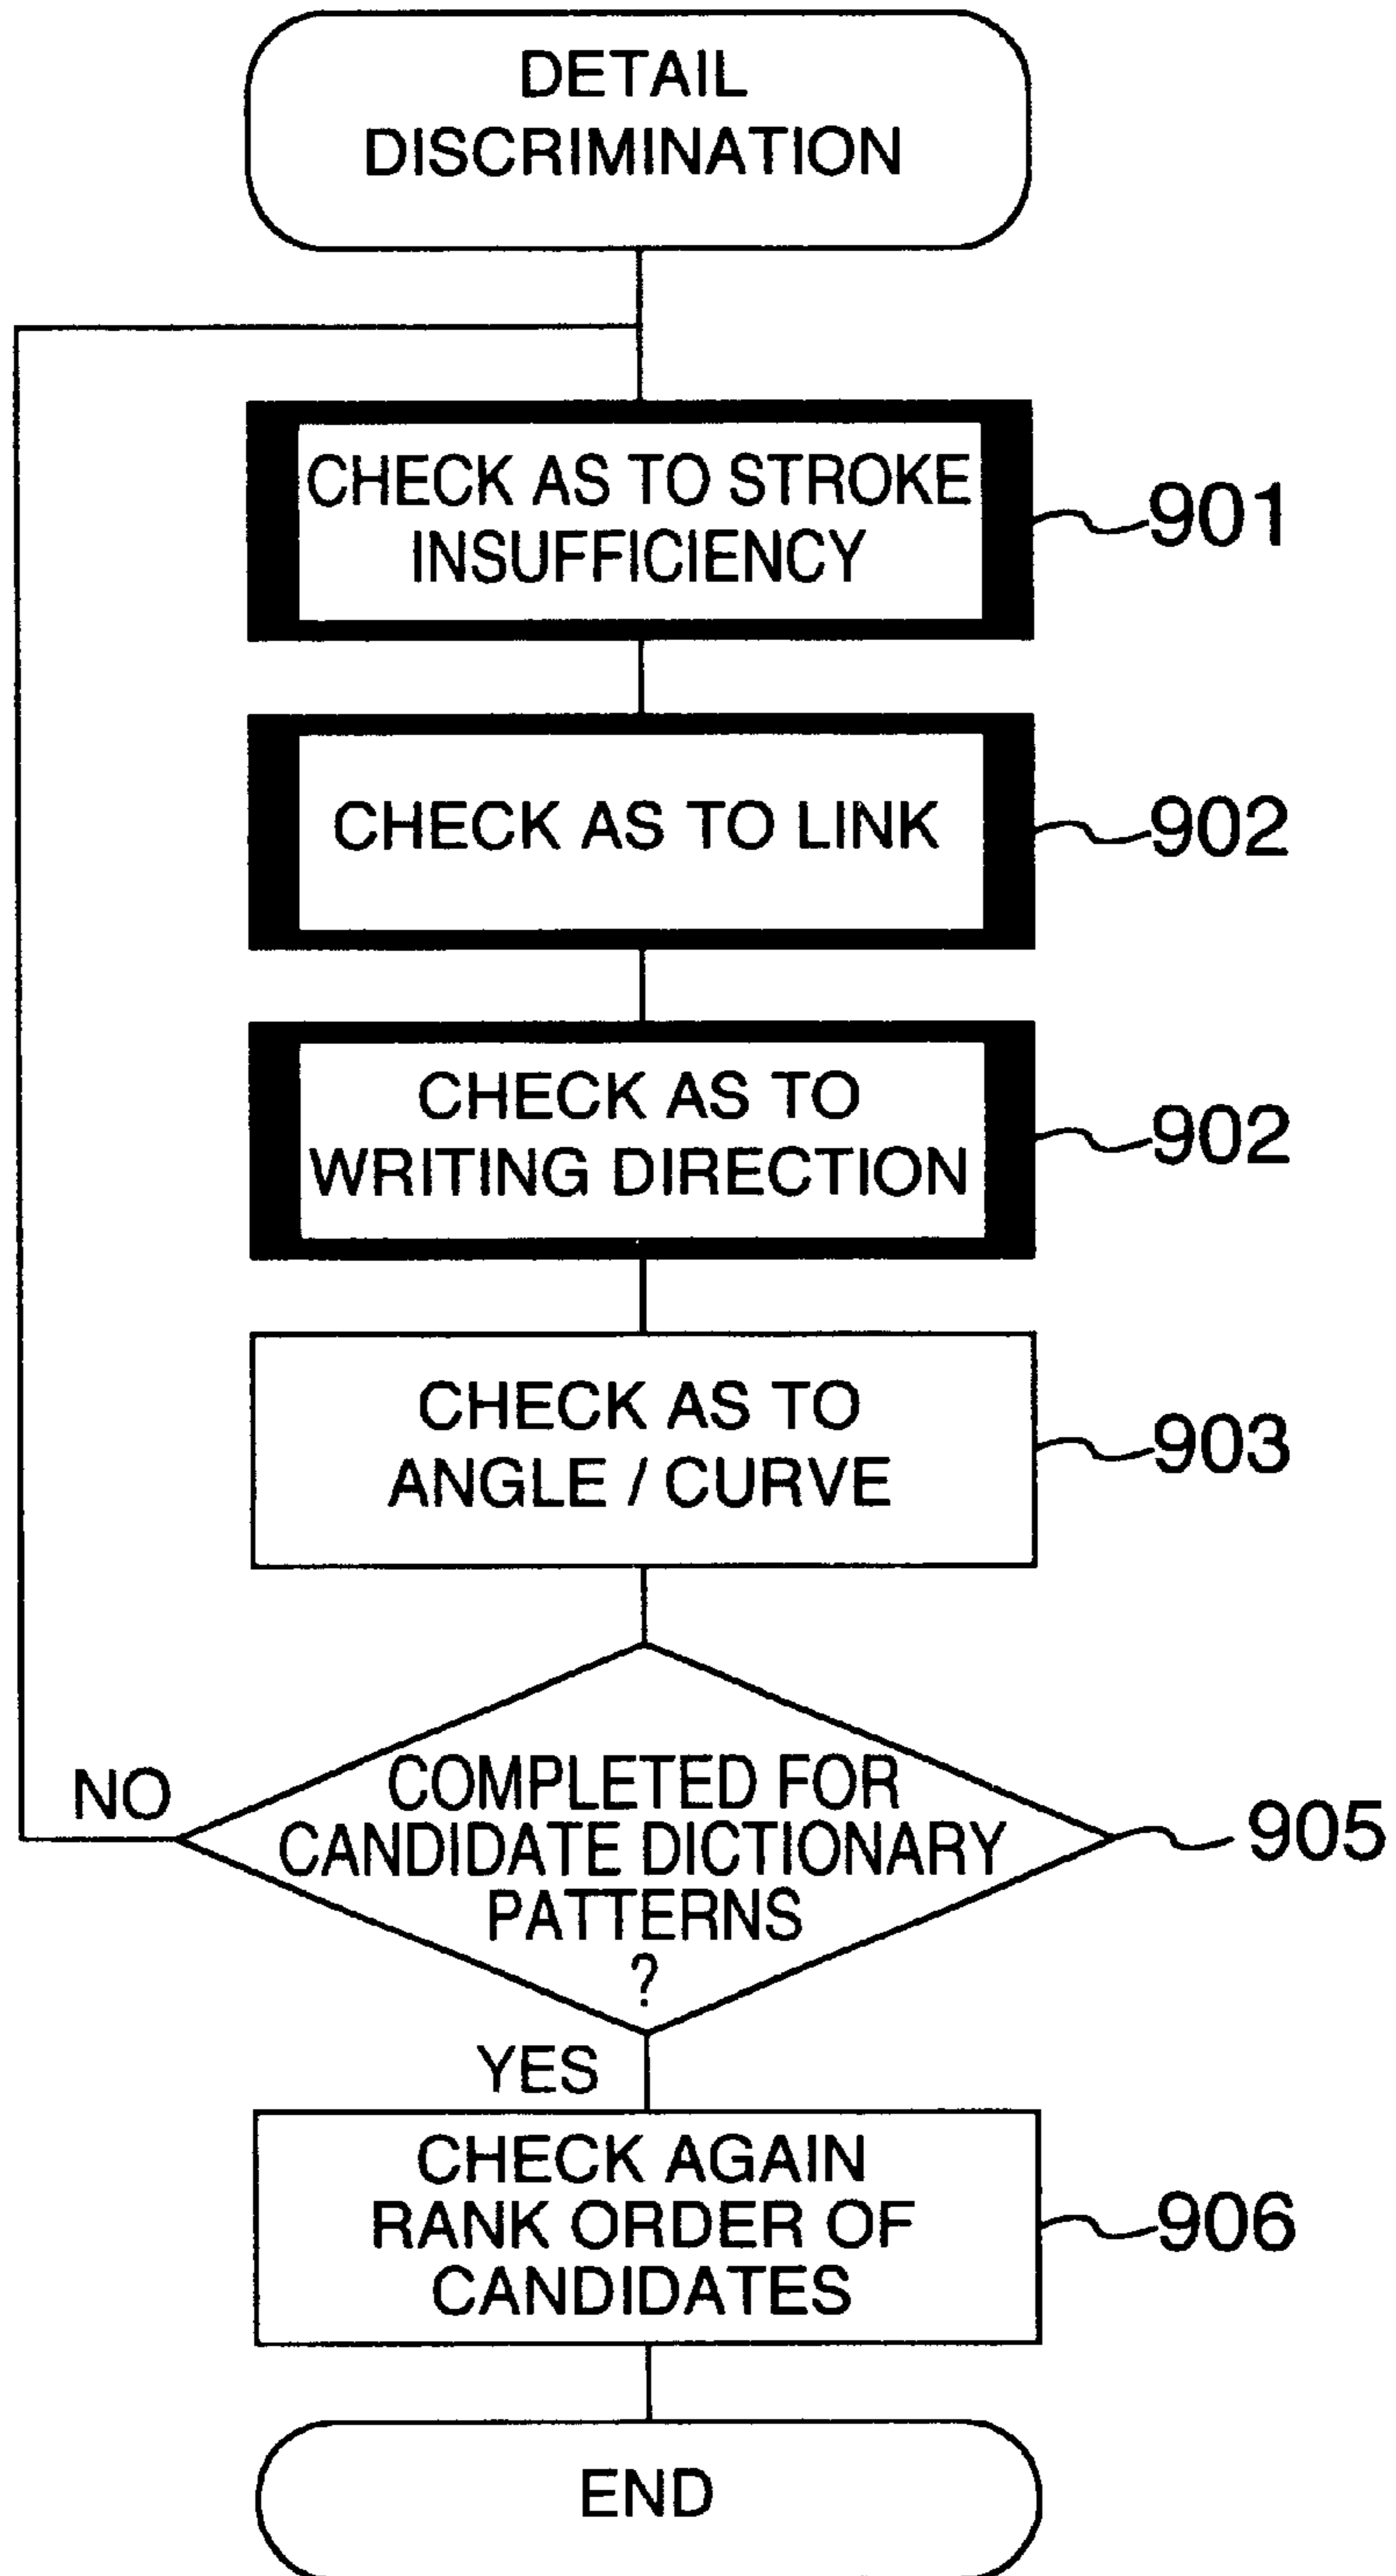 DETAIL
DISCRIMINATION
CHECK AS TO STROKE
INSUFFICIENCY
901
CHECK AS TO LINK
902
CHECK AS TO
WRITING DIRECTION
902
CHECK AS TO
ANGLE / CURVE
903
NO
COMPLETED FOR
CANDIDATE DICTIONARY
PATTERNS
?
905
YES
CHECK AGAIN
RANK ORDER OF
CANDIDATES
906
END